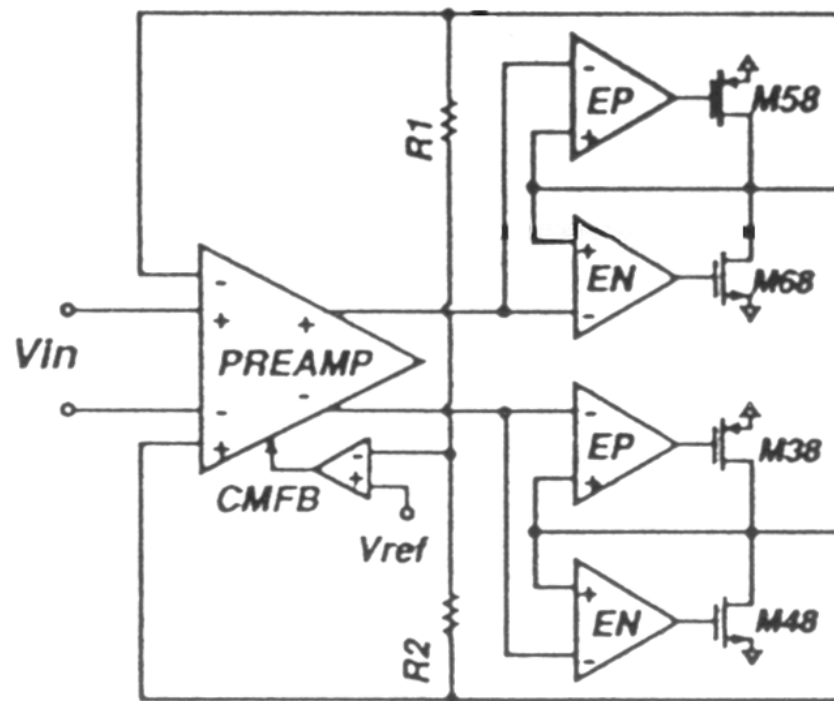 R1
EP
M58
EN
M68
Vin
PREAMP
EP
M38
CMFB
Vref
EN
M48
R2